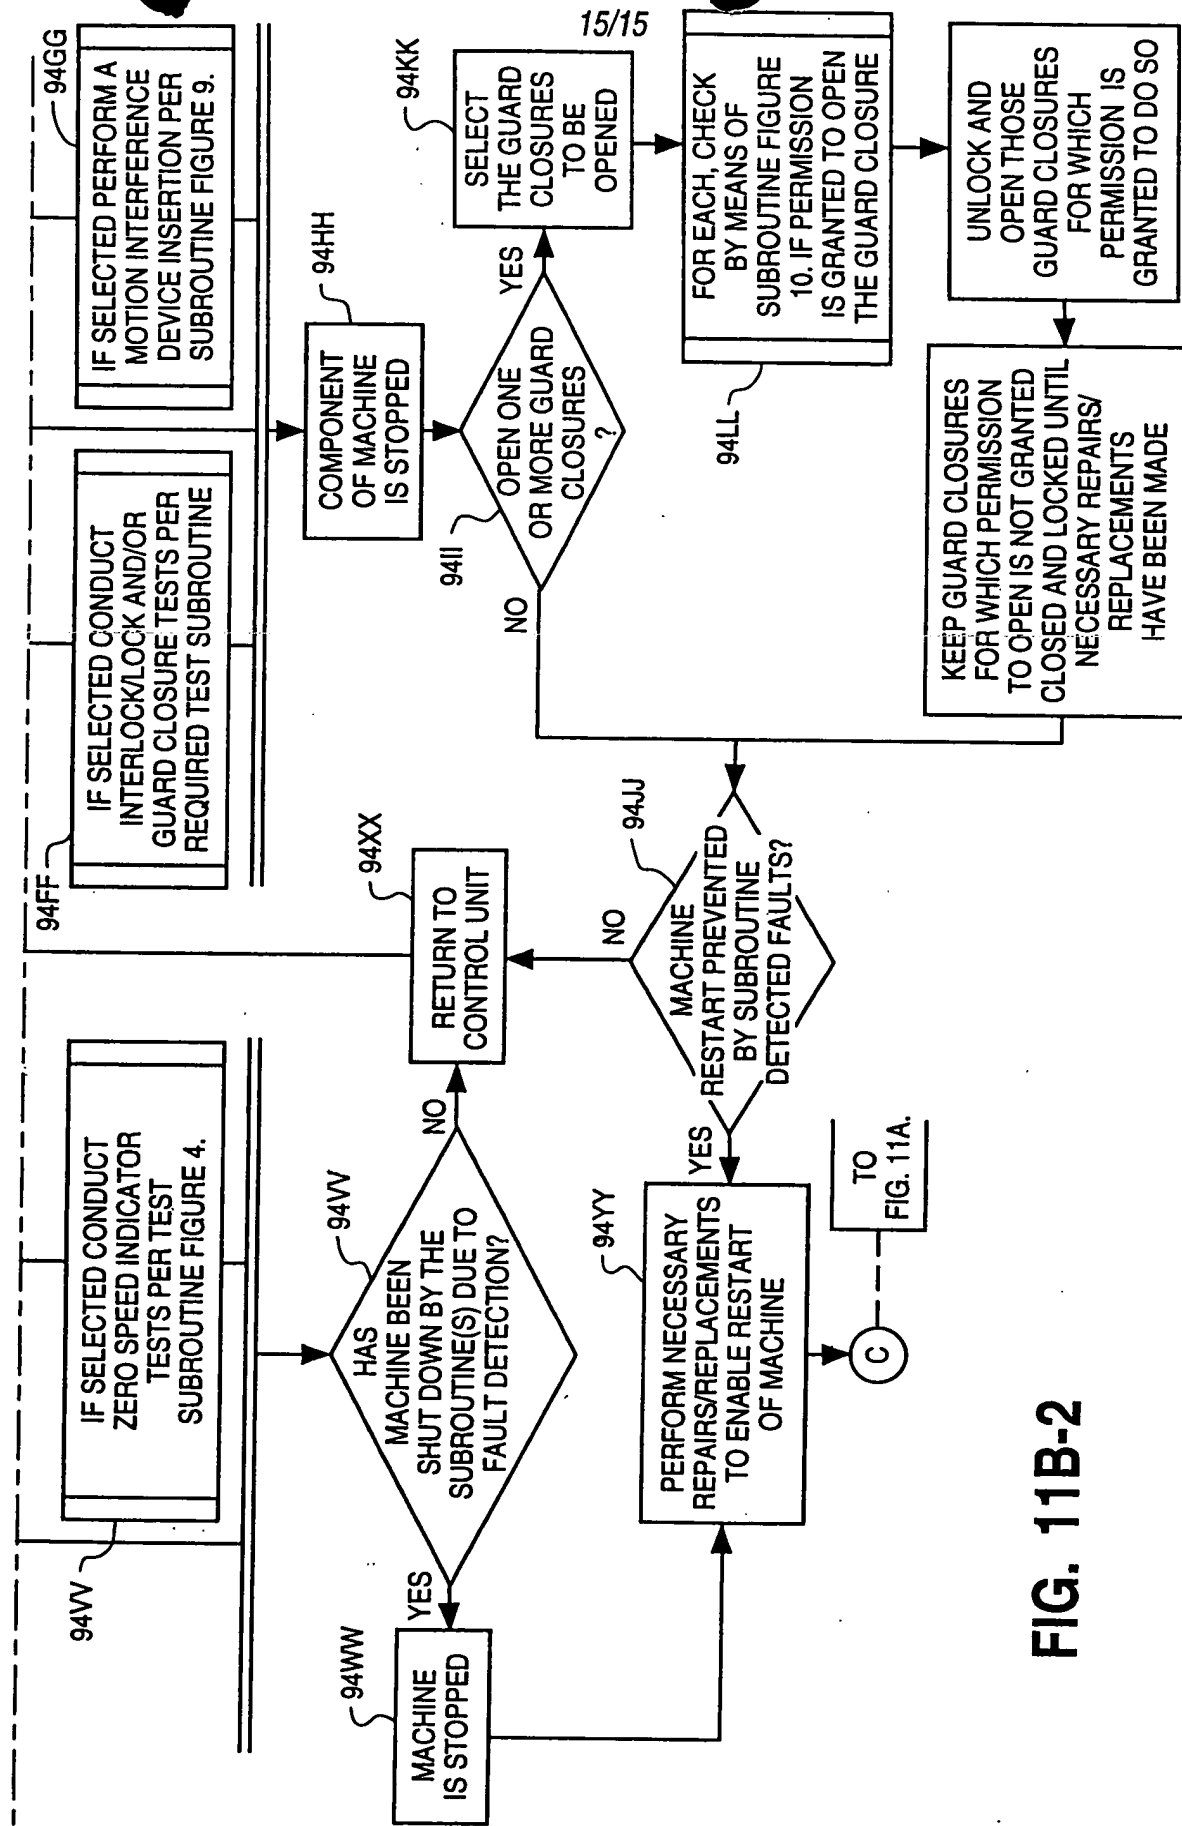 15/15
94VV
IF SELECTED CONDUCT
ZERO SPEED INDICATOR
TESTS PER TEST
SUBROUTINE FIGURE 4.
94FF
IF SELECTED CONDUCT
INTERLOCK/LOCK AND/OR
GUARD CLOSURE TESTS PER
REQUIRED TEST SUBROUTINE
94GG
IF SELECTED PERFORM A
MOTION INTERFERENCE
DEVICE INSERTION PER
SUBROUTINE FIGURE 9.
94VV
HAS
MACHINE BEEN
SHUT DOWN BY THE
SUBROUTINE(S) DUE TO
FAULT DETECTION?
YES
NO
94WW
MACHINE
IS STOPPED
94XX
RETURN TO
CONTROL UNIT
94HH
COMPONENT
OF MACHINE
IS STOPPED
94II
OPEN ONE
OR MORE GUARD
CLOSURES
?
NO
YES
94KK
SELECT
THE GUARD
CLOSURES
TO BE
OPENED
94LL
FOR EACH, CHECK
BY MEANS OF
SUBROUTINE FIGURE
10. IF PERMISSION
IS GRANTED TO OPEN
THE GUARD CLOSURE
UNLOCK AND
OPEN THOSE
GUARD CLOSURES
FOR WHICH
PERMISSION IS
GRANTED TO DO SO
KEEP GUARD CLOSURES
FOR WHICH PERMISSION
TO OPEN IS NOT GRANTED
CLOSED AND LOCKED UNTIL
NECESSARY REPAIRS/
REPLACEMENTS
HAVE BEEN MADE
94JJ
MACHINE
RESTART PREVENTED
BY SUBROUTINE
DETECTED FAULTS?
NO
YES
94YY
PERFORM NECESSARY
REPAIRS/REPLACEMENTS
TO ENABLE RESTART
OF MACHINE
C
TO
FIG. 11A.
FIG. 11B-2